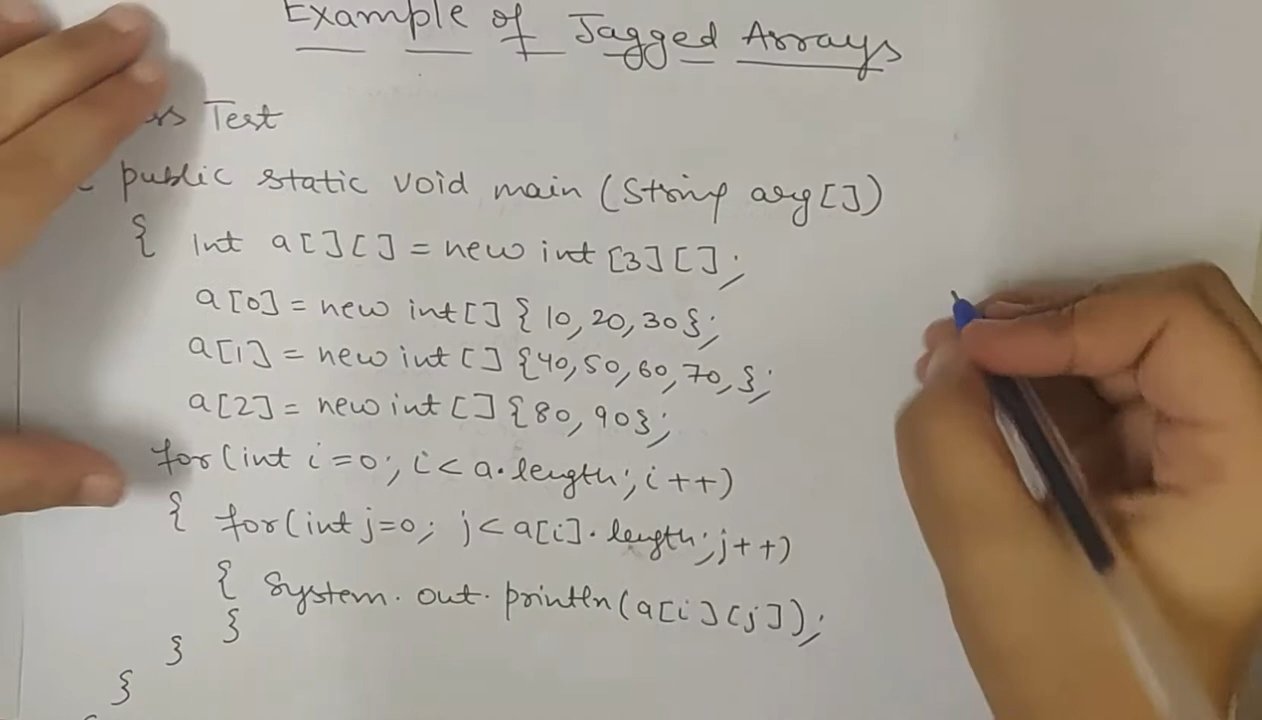 Example of Jagged Arrays
Test
public static void main (String arg[])
{ int a[][] = new int [3][];
a[0] = new int[] {10, 20, 30};
a[1] = new int [] {40, 50, 60, 70, };
a[2] = new int [] {80, 90};
for (int i=0; i< a.length; i++)
{ for (int j=0; j< a[i].length; j++)
{ System.out.println(a[i][j]);
}
}
}